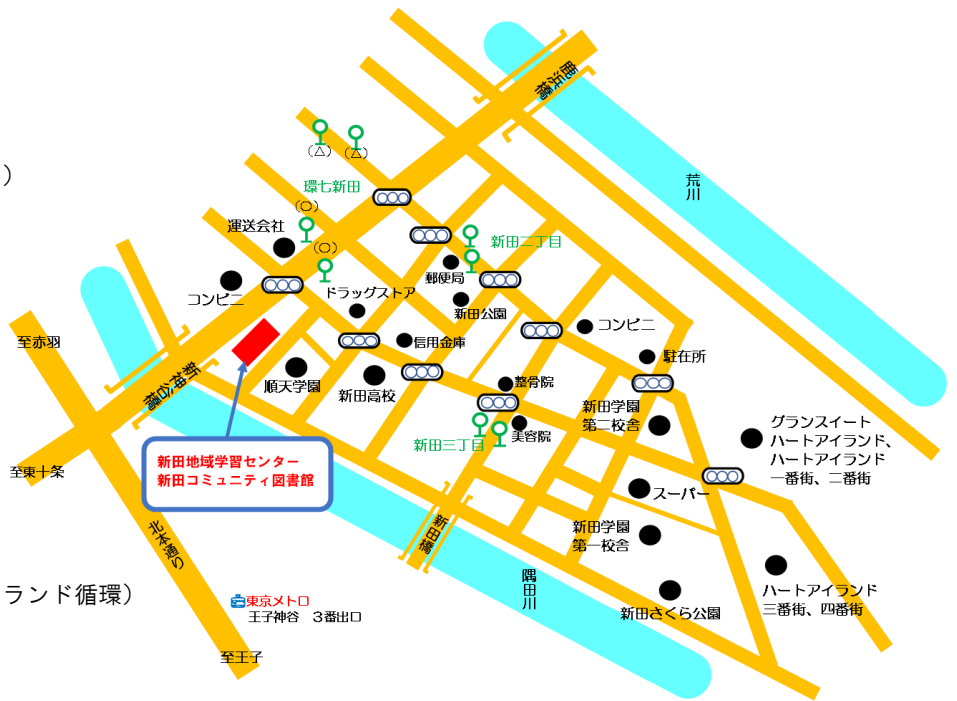 鹿浜橋
(△)
(△)
）
荒川
環七新田
(○)
運送会社
(○)
新田二丁目
郵便局
コンビニ
ドラッグストア
新田公園
コンビニ
至赤羽
信用金庫
駐在所
新神谷橋
順天学園
新田高校
整骨院
新田学園
第二校舎
グランスイート
ハートアイランド、
ハートアイランド
一番街、二番街
新田三丁目
美容院
至東十条
新田地域学習センター
新田コミュニティ図書館
スーパー
北本通り
新田橋
新田学園
第一校舎
隅田川
ランド循環）
ハートアイランド
三番街、四番街
東京メトロ
王子神谷　３番出口
新田さくら公園
至王子